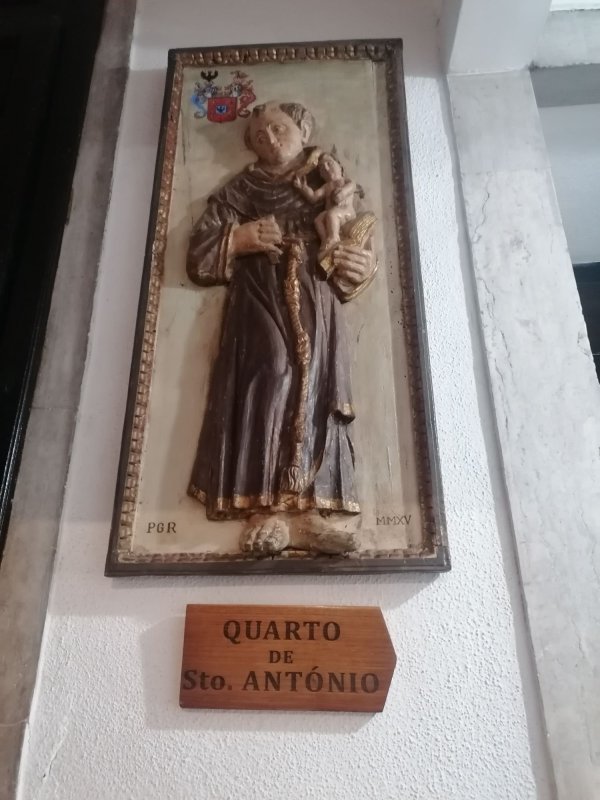 PGR
MMXV
QUARTO
DE
Sto. ANTÓNIO